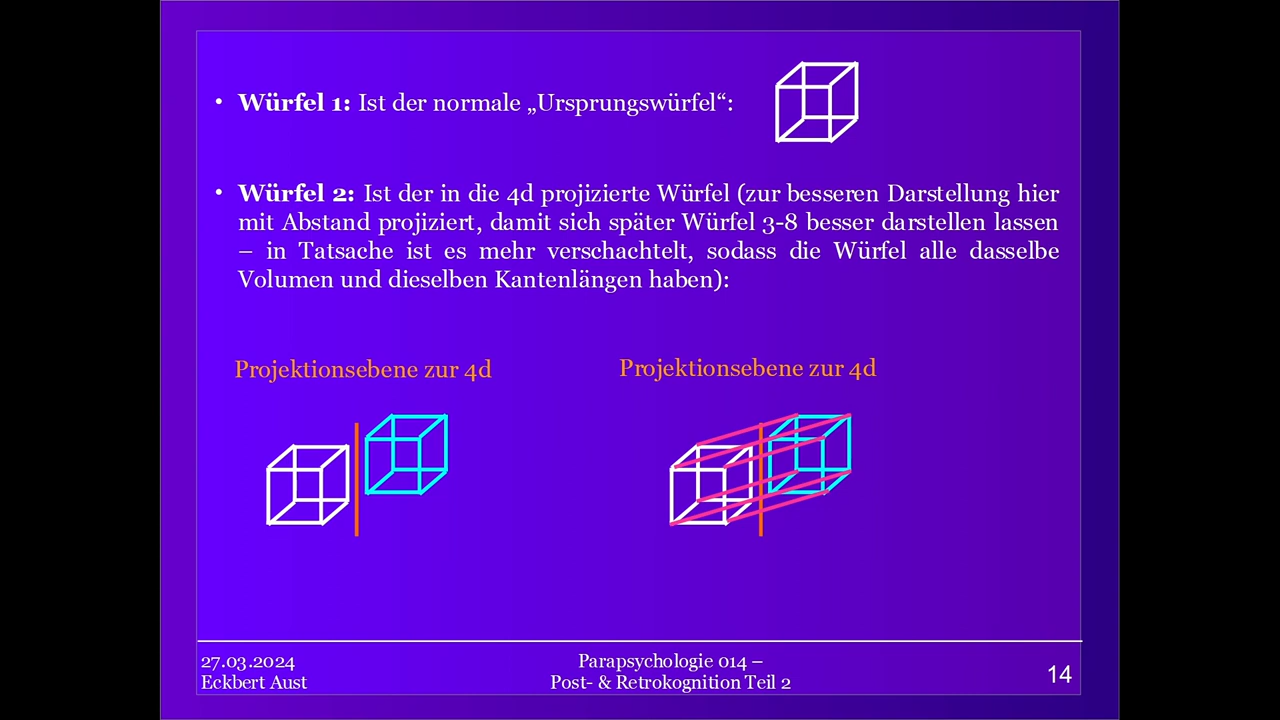 • Würfel 1: Ist der normale „Ursprungswürfel“:
• Würfel 2: Ist der in die 4d projizierte Würfel (zur besseren Darstellung hier
mit Abstand projiziert, damit sich später Würfel 3-8 besser darstellen lassen
– in Tatsache ist es mehr verschachtelt, sodass die Würfel alle dasselbe
Volumen und dieselben Kantenlängen haben):
Projektionsebene zur 4d
Projektionsebene zur 4d
27.03.2024
Eckbert Aust
Parapsychologie 014 –
Post- & Retrokognition Teil 2
14